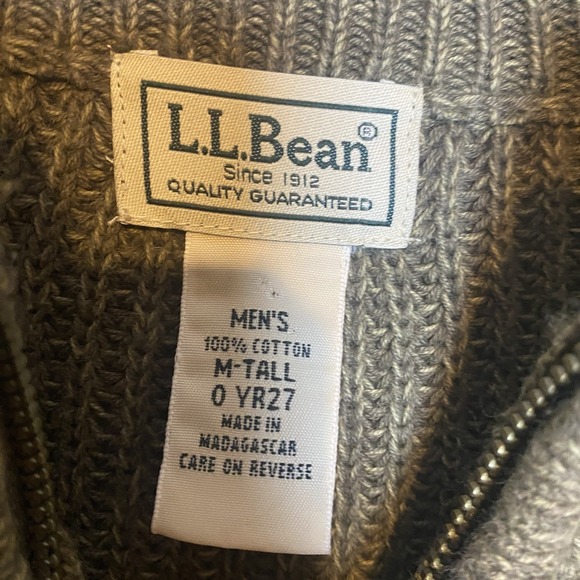 L.L.Bean®
Since 1912
QUALITY GUARANTEED
MEN'S
100% COTTON
M-TALL
0 YR27
MADE IN
MADAGASCAR
CARE ON REVERSE